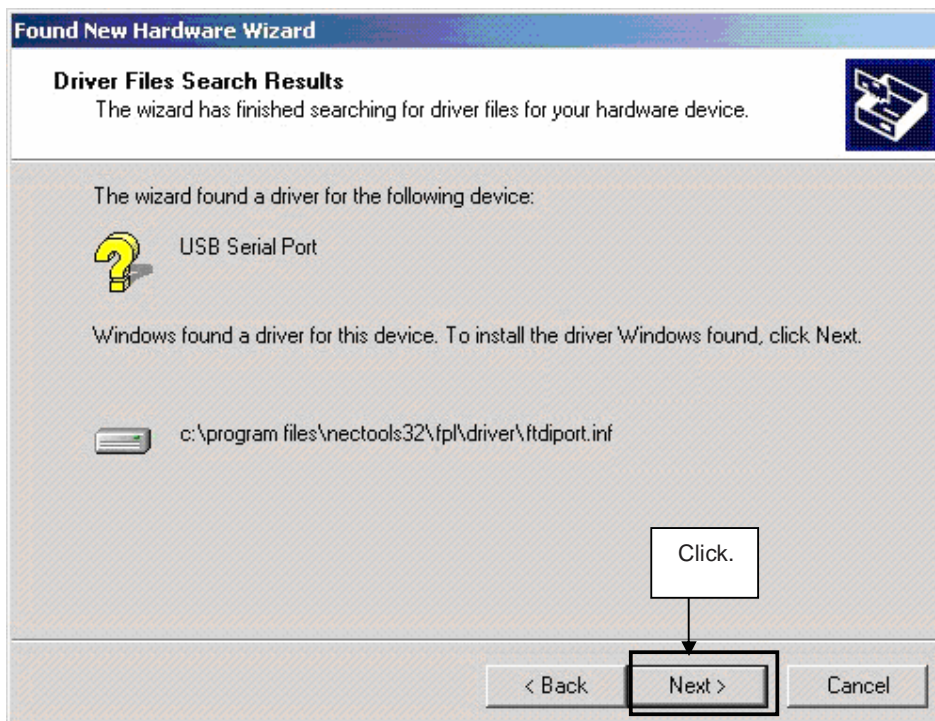 Found New Hardware Wizard
Driver Files Search Results
The wizard has finished searching for driver files for your hardware device.
The wizard found a driver for the following device:
USB Serial Port
Windows found a driver for this device. To install the driver Windows found, click Next.
c:\program files\nectools32\fpl\driver\ftdiport.inf
Click.
< Back
Next >
Cancel